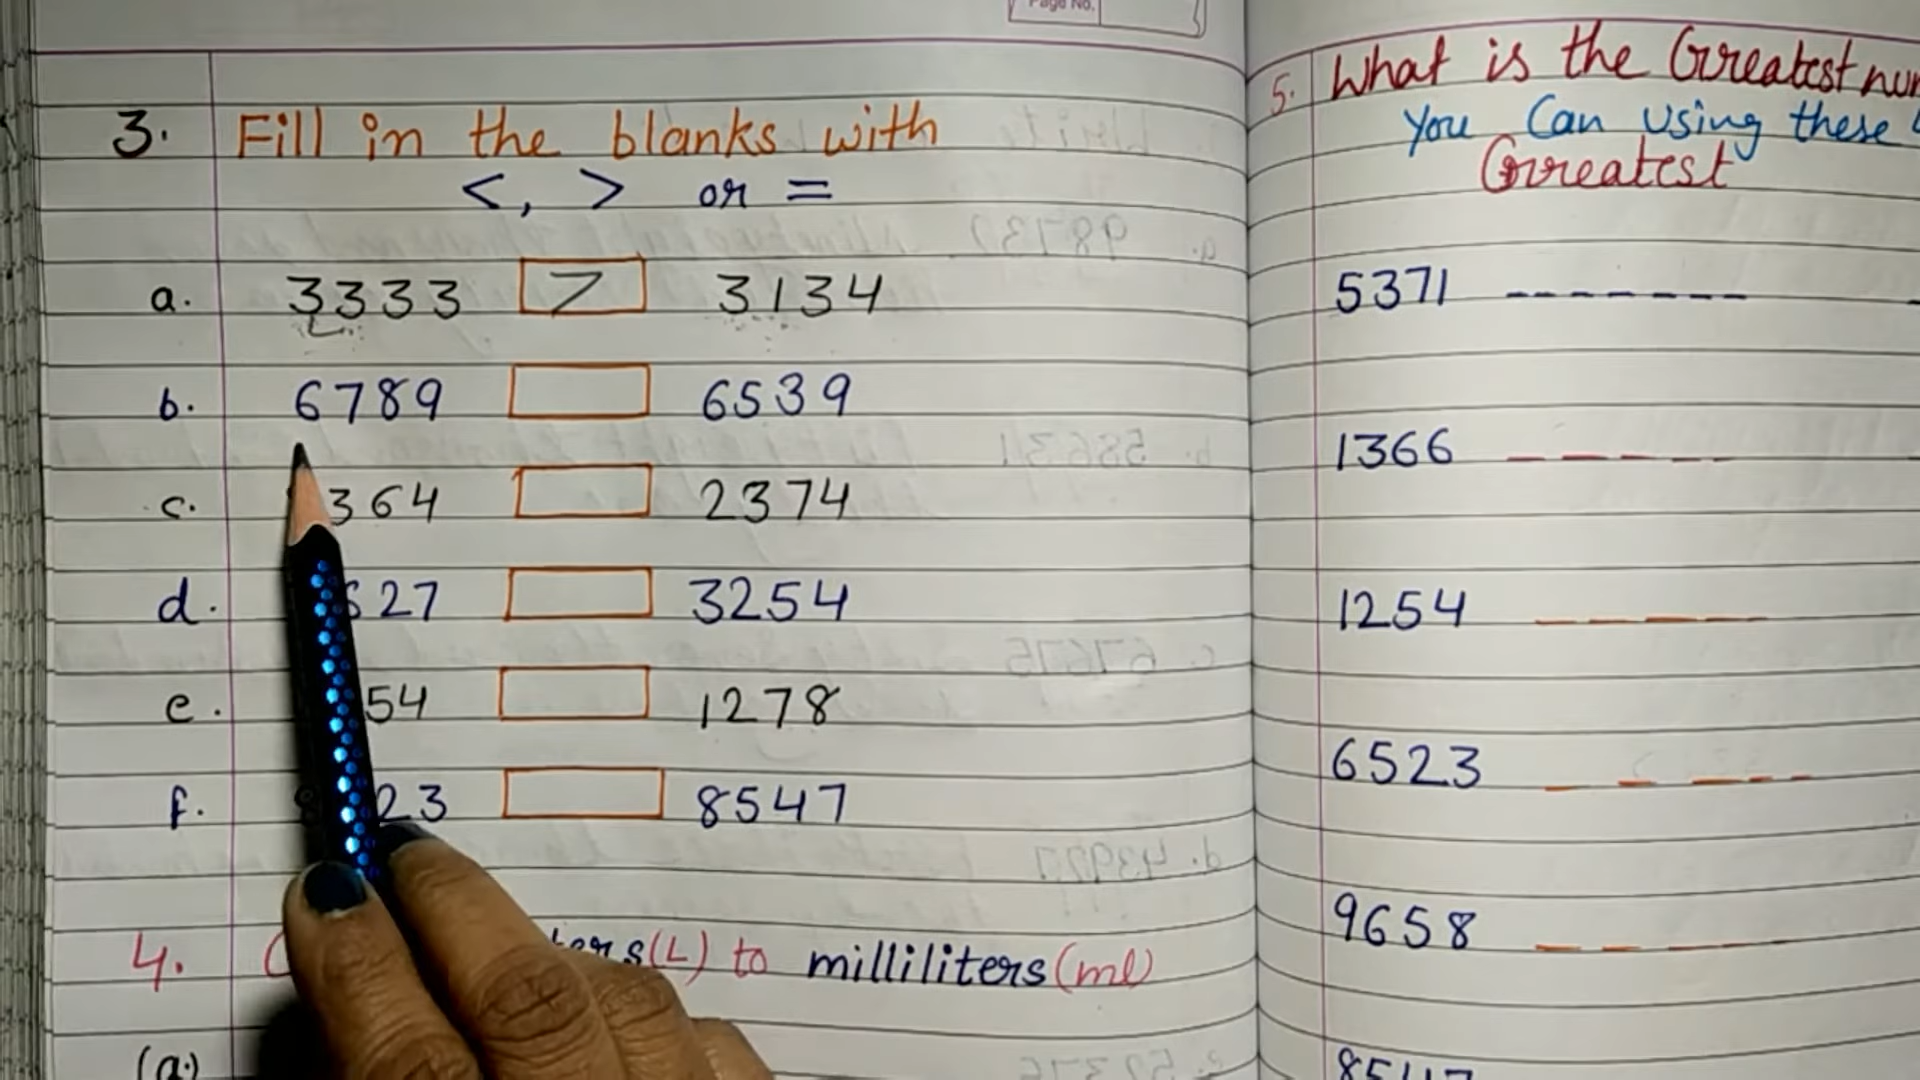 Page No.
3. Fill in the blanks with
<, > or =
a. 3333 > 3134
b. 6789 6539
c. 364 2374
d. 27 3254
e. 54 1278
f. 23 8547
4. (L) to milliliters (ml)
(a.)
5. What is the Greatest
You Can using these
Greatest
5371
1366
1254
6523
9658